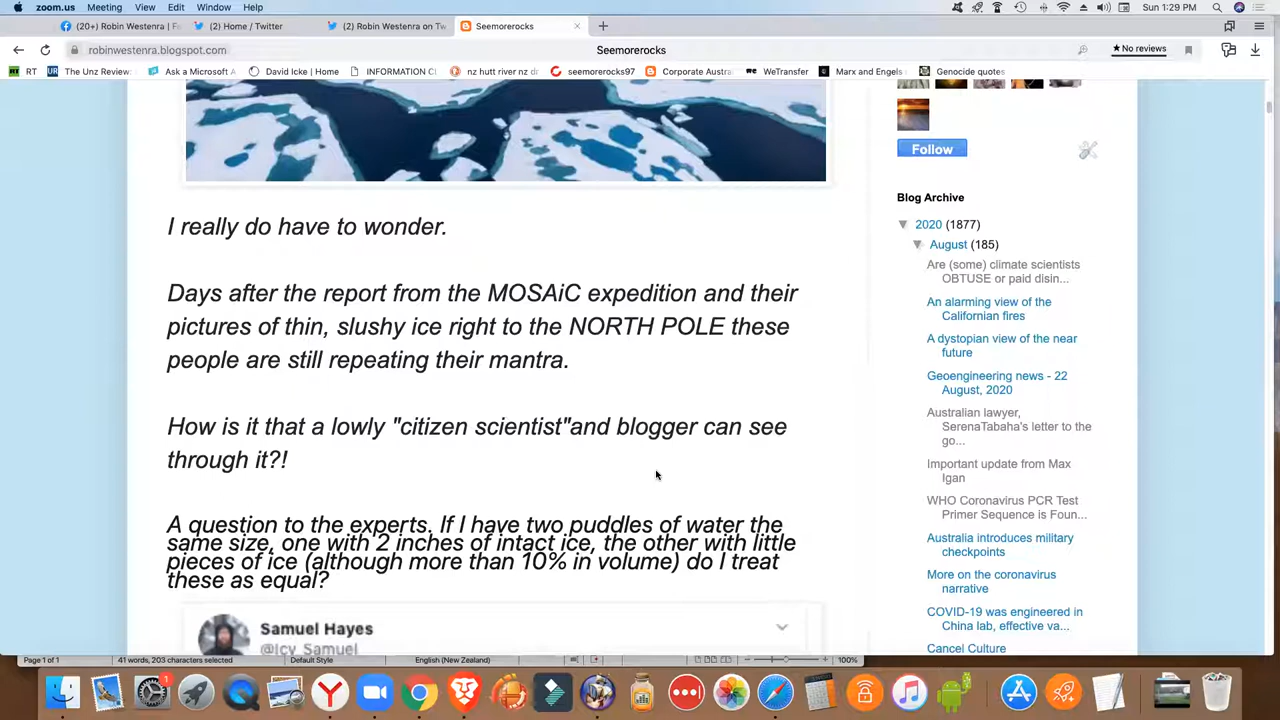 zoom.us Meeting View Edit Window Help Sun 1:29 PM
(20+) Robin Westenra | F
(2) Home / Twitter
(2) Robin Westenra on Tw
Seemorerocks
robinwestenra.blogspot.com
Seemorerocks
No reviews
RT
The Unz Review:
Ask a Microsoft A
David Icke | Home
INFORMATION Cl
nz hutt river nz dr
seemorerocks97
Corporate Austra
WeTransfer
Marx and Engels
Genocide quotes
I really do have to wonder.
Days after the report from the MOSAiC expedition and their
pictures of thin, slushy ice right to the NORTH POLE these
people are still repeating their mantra.
How is it that a lowly "citizen scientist"and blogger can see
through it?!
A question to the experts. If I have two puddles of water the
same size, one with 2 inches of intact ice, the other with little
pieces of ice (although more than 10% in volume) do I treat
these as equal?
Samuel Hayes
@Icy_Samuel
Follow
Blog Archive
▼ 2020 (1877)
▼ August (185)
Are (some) climate scientists
OBTUSE or paid disin...
An alarming view of the
Californian fires
A dystopian view of the near
future
Geoengineering news - 22
August, 2020
Australian lawyer,
SerenaTabaha's letter to the
go...
Important update from Max
Igan
WHO Coronavirus PCR Test
Primer Sequence is Foun...
Australia introduces military
checkpoints
More on the coronavirus
narrative
COVID-19 was engineered in
China lab, effective va...
Cancel Culture
Page 1 of 1
41 words, 203 characters selected
Default Style
English (New Zealand)
100%
1